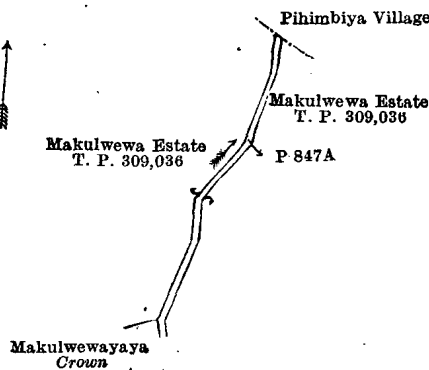 Pihimbiya Village
Makulwewa Estate
T. P. 309,036
Makulwewa Estate
T. P. 309,036
P 847A
Makulwewayaya
Crown